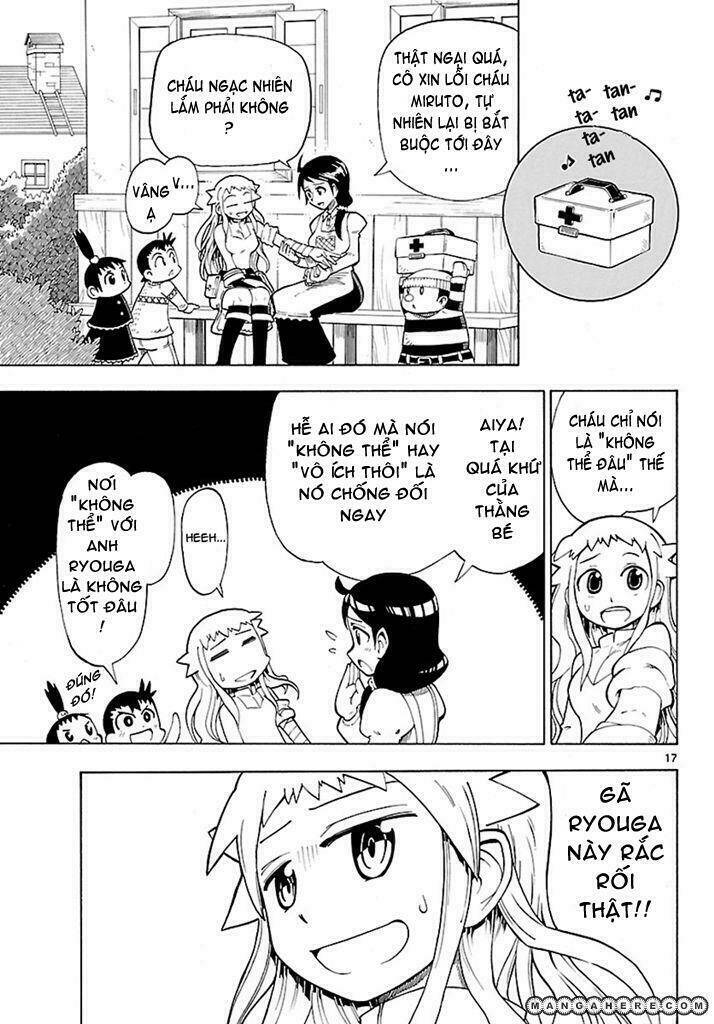 ta- tan-
ta- tan
ta-
tan
THẬT NGẠI QUÁ,
CÔ XIN LỖI CHÁU
MIRUTO, TỰ
NHIÊN LẠI BỊ BẮT
BUỘC TỚI ĐÂY
...
CHÁU NGẠC NHIÊN
LẮM PHẢI KHÔNG
?
V...
VÂNG
Ạ
CHÁU CHỈ NÓI
LÀ "KHÔNG
THỂ ĐÂU" THẾ
MÀ...
AIYA!
TẠI
QUÁ KHỨ
CỦA
THẰNG
BÉ
HỄ AI ĐÓ MÀ NÓI
"KHÔNG THỂ" HAY
"VÔ ÍCH THÔI" LÀ
NÓ CHỐNG ĐỐI
NGAY
HEEH...
NÓI
"KHÔNG
THỂ" VỚI
ANH
RYOUGA
LÀ KHÔNG
TỐT ĐÂU
!
ĐÚNG
ĐÓ!
17
GÃ
RYOUGA
NÀY RẮC
RỐI
THẬT!!
MANGAHERE.COM